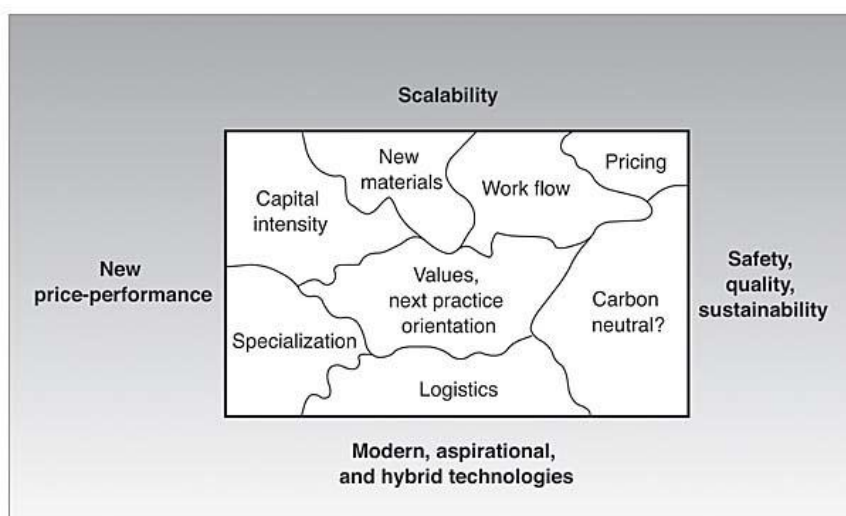 Scalability
New
materials
Pricing
Work flow
Capital
intensity
New
price-performance
Values,
next practice
orientation
Safety,
quality,
sustainability
Carbon
neutral?
Specialization
Logistics
Modern, aspirational,
and hybrid technologies